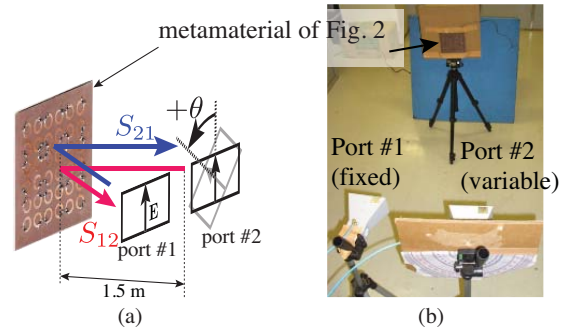 metamaterial of Fig. 2
(a)
+θ
S21
S12
E
port #1
port #2
1.5 m
(a)
(b)
Port #1
(fixed)
Port #2
(variable)